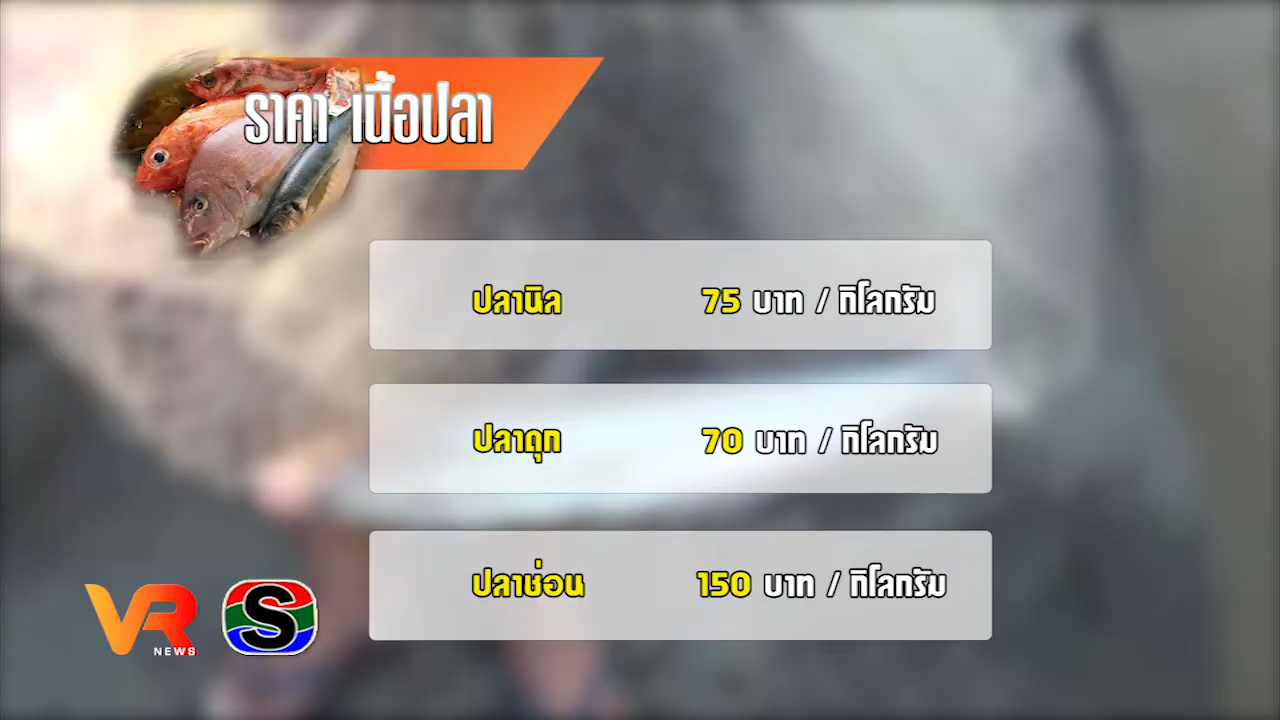 ราคา เนื้อปลา
ปลานิล 75 บาท / กิโลกรัม
ปลาดุก 70 บาท / กิโลกรัม
ปลาช่อน 150 บาท / กิโลกรัม
VR S
NEWS